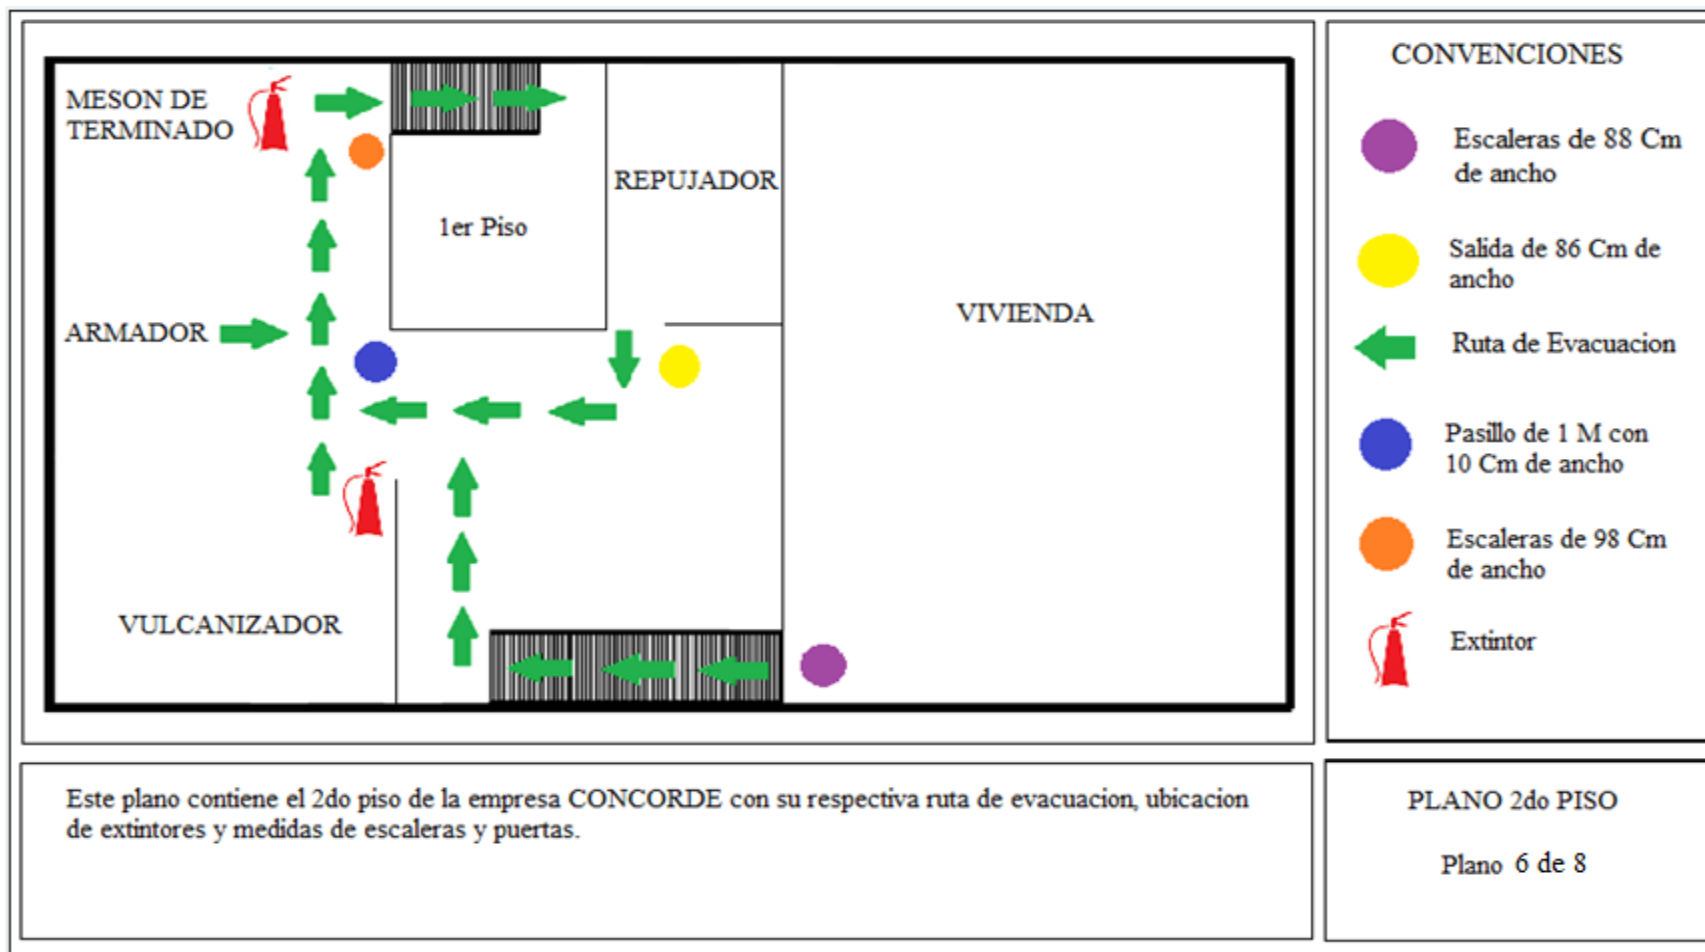 MESON DE
TERMINADO
REPUJADOR
1er Piso
ARMADOR
VIVIENDA
VULCANIZADOR
CONVENCIONES
Escaleras de 88 Cm
de ancho
Salida de 86 Cm de
ancho
Ruta de Evacuacion
Pasillo de 1 M con
10 Cm de ancho
Escaleras de 98 Cm
de ancho
Extintor
Este plano contiene el 2do piso de la empresa CONCORDE con su respectiva ruta de evacuacion, ubicacion
de extintores y medidas de escaleras y puertas.
PLANO 2do PISO
Plano 6 de 8